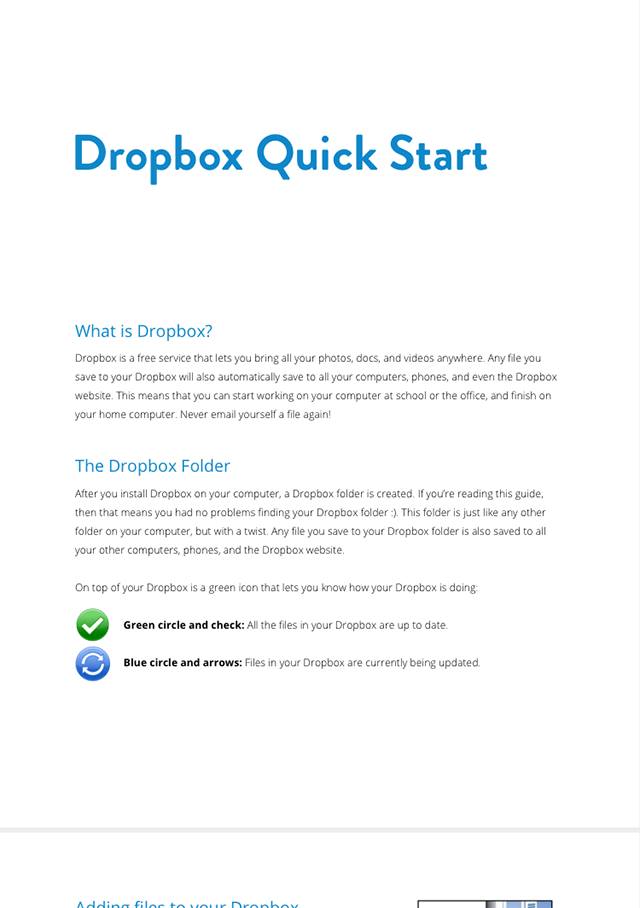 Dropbox Quick Start
What is Dropbox?
Dropbox is a free service that lets you bring all your photos, docs, and videos anywhere. Any file you
save to your Dropbox will also automatically save to all your computers, phones, and even the Dropbox
website. This means that you can start working on your computer at school or the office, and finish on
your home computer. Never email yourself a file again!
The Dropbox Folder
After you install Dropbox on your computer, a Dropbox folder is created. If you’re reading this guide,
then that means you had no problems finding your Dropbox folder :). This folder is just like any other
folder on your computer, but with a twist. Any file you save to your Dropbox folder is also saved to all
your other computers, phones, and the Dropbox website.
On top of your Dropbox is a green icon that lets you know how your Dropbox is doing:
Green circle and check: All the files in your Dropbox are up to date.
Blue circle and arrows: Files in your Dropbox are currently being updated.
Adding files to your Dropbox